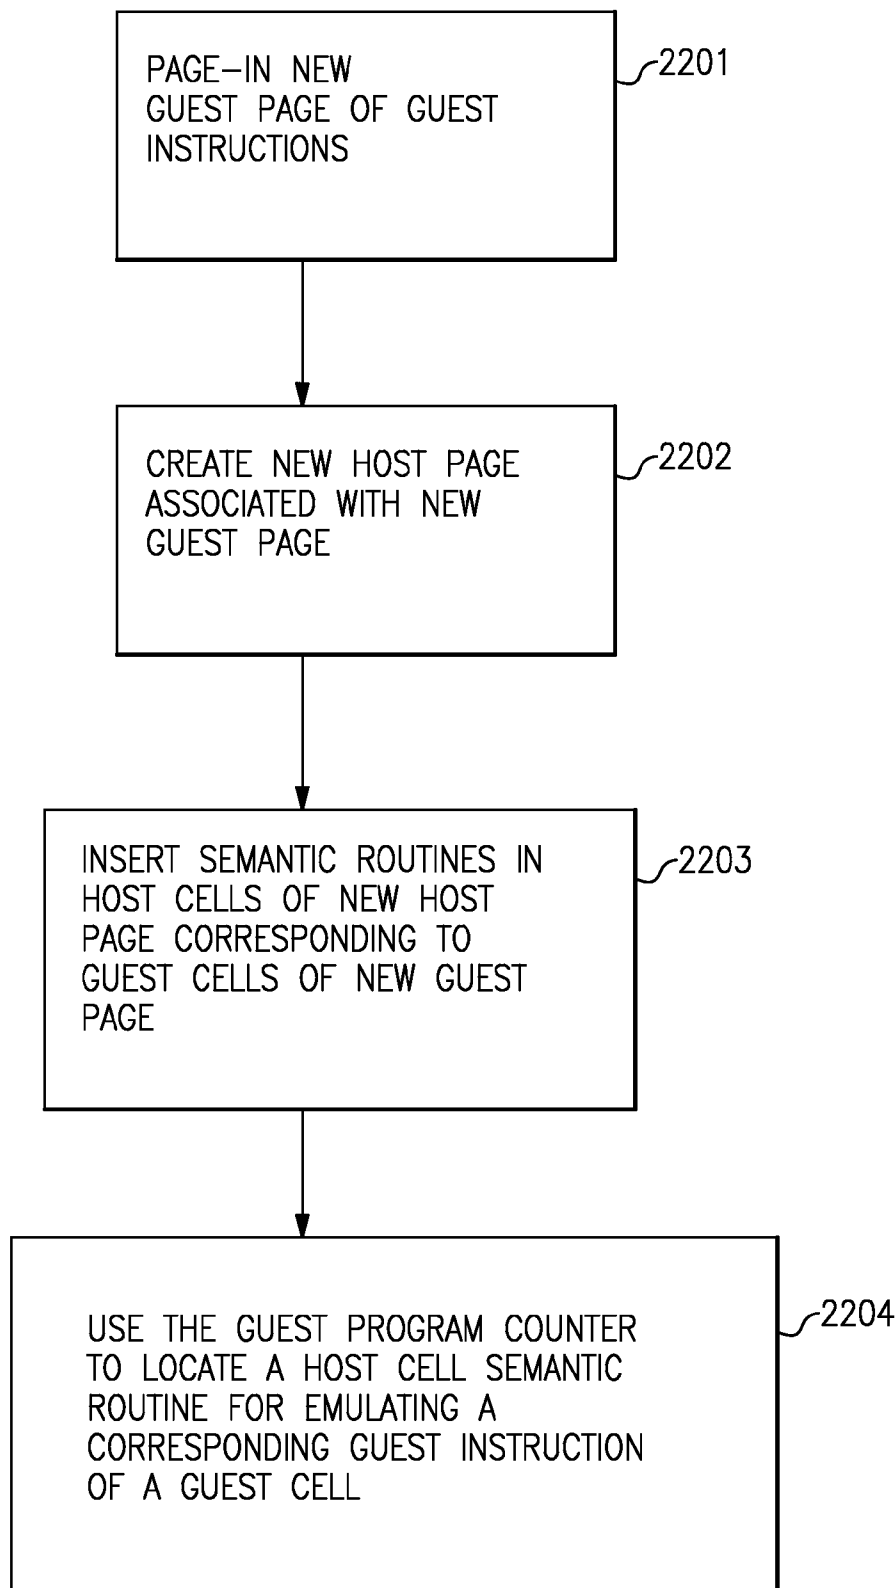 PAGE-IN NEW
GUEST PAGE OF GUEST
INSTRUCTIONS
2201
CREATE NEW HOST PAGE
ASSOCIATED WITH NEW
GUEST PAGE
2202
INSERT SEMANTIC ROUTINES IN
HOST CELLS OF NEW HOST
PAGE CORRESPONDING TO
GUEST CELLS OF NEW GUEST
PAGE
2203
USE THE GUEST PROGRAM COUNTER
TO LOCATE A HOST CELL SEMANTIC
ROUTINE FOR EMULATING A
CORRESPONDING GUEST INSTRUCTION
OF A GUEST CELL
2204